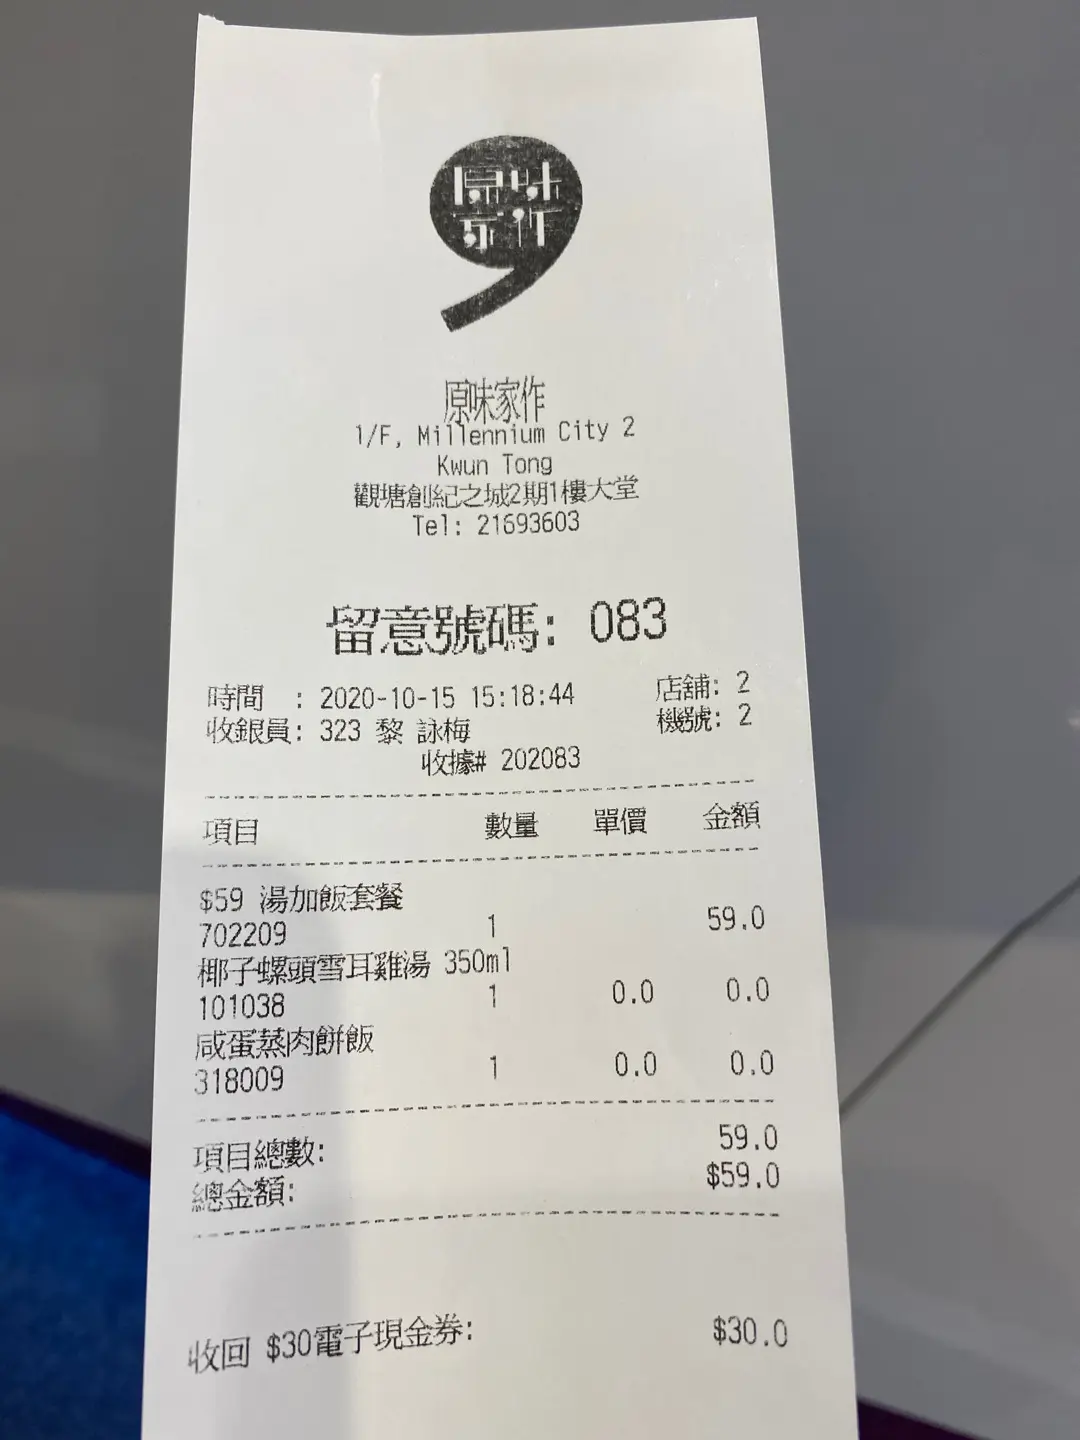 原味
家作
原味家作
1/F, Millennium City 2
Kwun Tong
觀塘創紀之城2期1樓大堂
Tel: 21693603
留意號碼: 083
時間 : 2020-10-15 15:18:44 店舖: 2
收銀員: 323 黎 詠梅 機號: 2
收據# 202083
項目 數量 單價 金額
$59 湯加飯套餐
702209 1 59.0
椰子螺頭雪耳雞湯 350ml
101038 1 0.0 0.0
咸蛋蒸肉餅飯
318009 1 0.0 0.0
項目總數: 59.0
總金額: $59.0
收回 $30電子現金券: $30.0